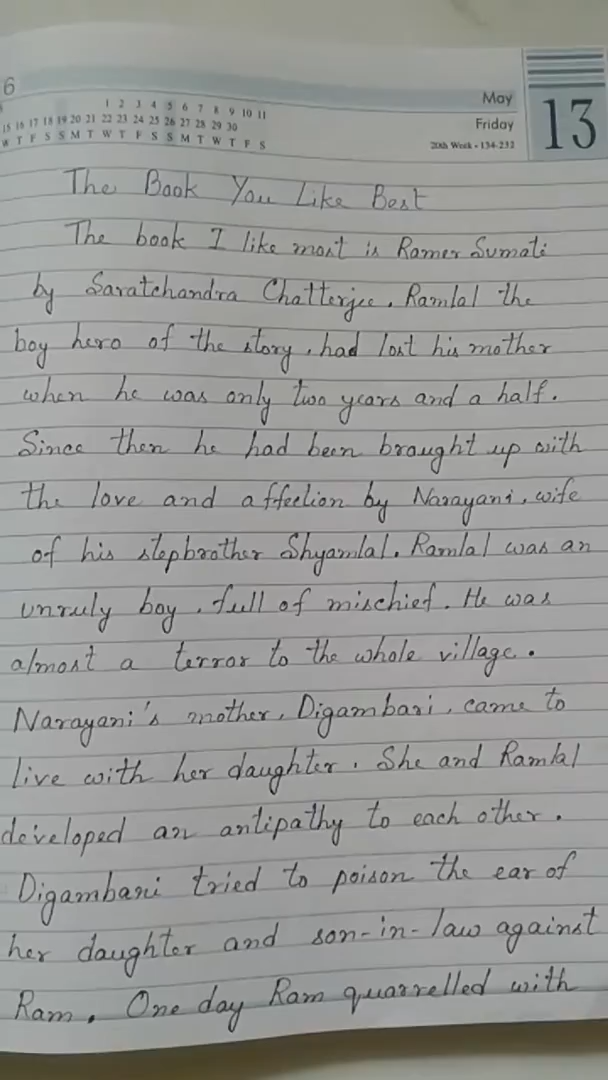 6
May
13
Friday
20th Week • 134-232
1 2 3 4 5 6 7 8 9 10 11
15 16 17 18 19 20 21 22 23 24 25 26 27 28 29 30
W T F S S M T W T F S S M T W T F S
The Book You Like Best
The book I like most is Ramer Sumati
by Saratchandra Chatterjee. Ramlal the
boy hero of the story, had lost his mother
when he was only two years and a half.
Since then he had been brought up with
the love and affection by Narayani, wife
of his stepbrother Shyamlal. Ramlal was an
unruly boy, full of mischief. He was
almost a terror to the whole village.
Narayani's mother, Digambari, came to
live with her daughter. She and Ramlal
developed an antipathy to each other.
Digambari tried to poison the ear of
her daughter and son-in-law against
Ram. One day Ram quarrelled with